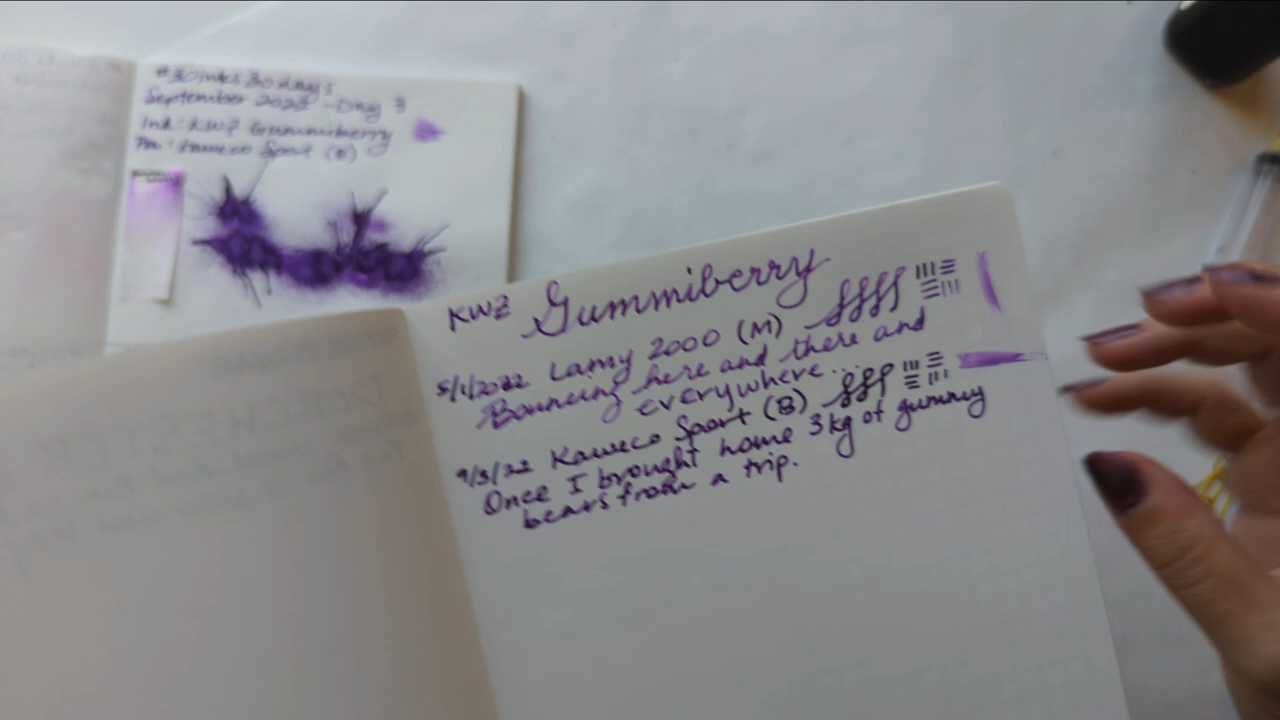 #30inks30days
September 2023 - Day 3
Ink: KWZ Gummiberry
Pen: Kaweco Sport (B)
KWZ Gummiberry
5/1/2022 Lamy 2000 (M)
Bouncing here and there and
everywhere...
9/3/22 Kaweco Sport (B)
Once I brought home 3kg of gummy
bears from a trip.